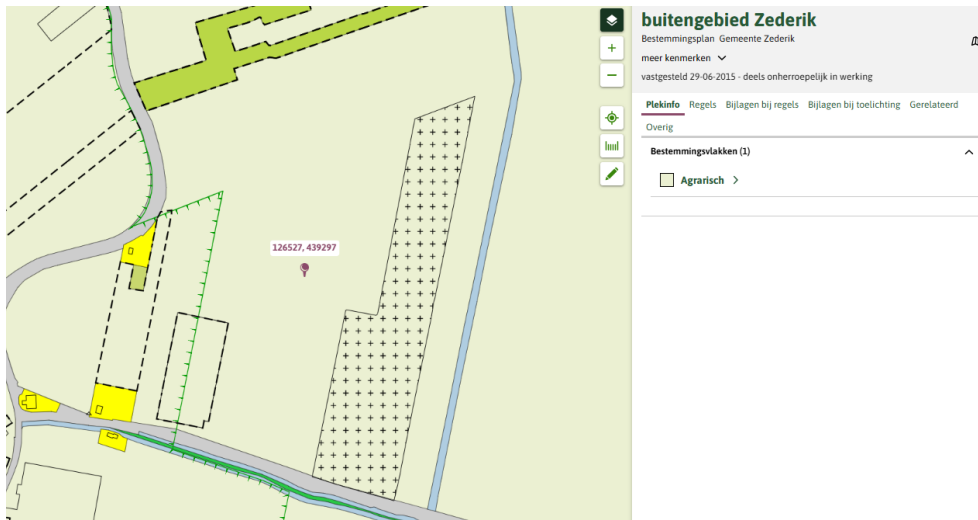 buitengebied Zederik
Bestemmingsplan Gemeente Zederik
meer kenmerken
vastgesteld 29-06-2015 - deels onherroepelijk in werking
Plekinfo Regels Bijlagen bij regels Bijlagen bij toelichting Gerelateerd
Overig
Bestemmingsvlakken (1)
Agrarisch
126527, 439297